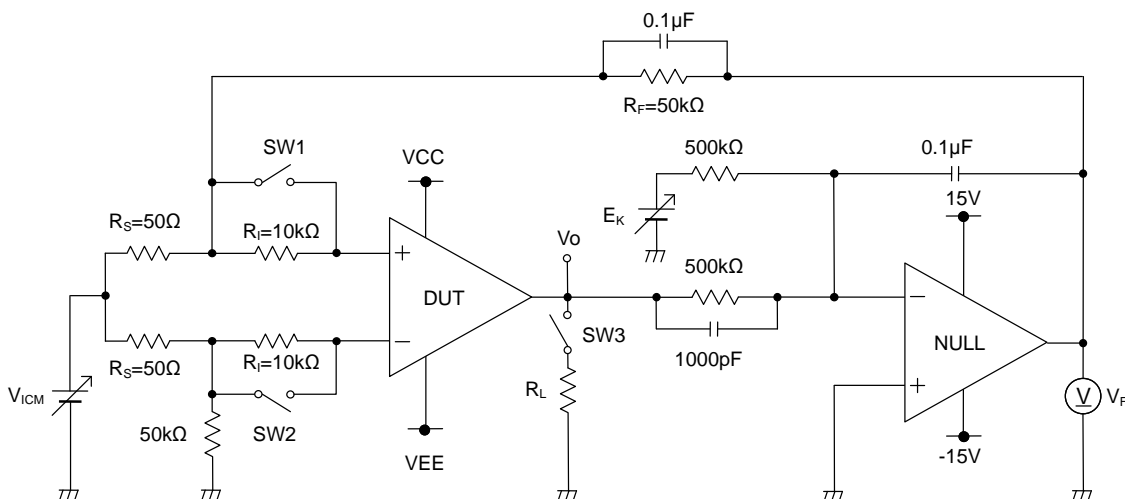 0.1µF
RF=50kΩ
SW1
VCC
500kΩ
0.1µF
15V
EK
RS=50Ω
RI=10kΩ
Vo
500kΩ
DUT
NULL
SW3
1000pF
RS=50Ω
RI=10kΩ
VICM
RL
V
VF
50kΩ
SW2
VEE
-15V